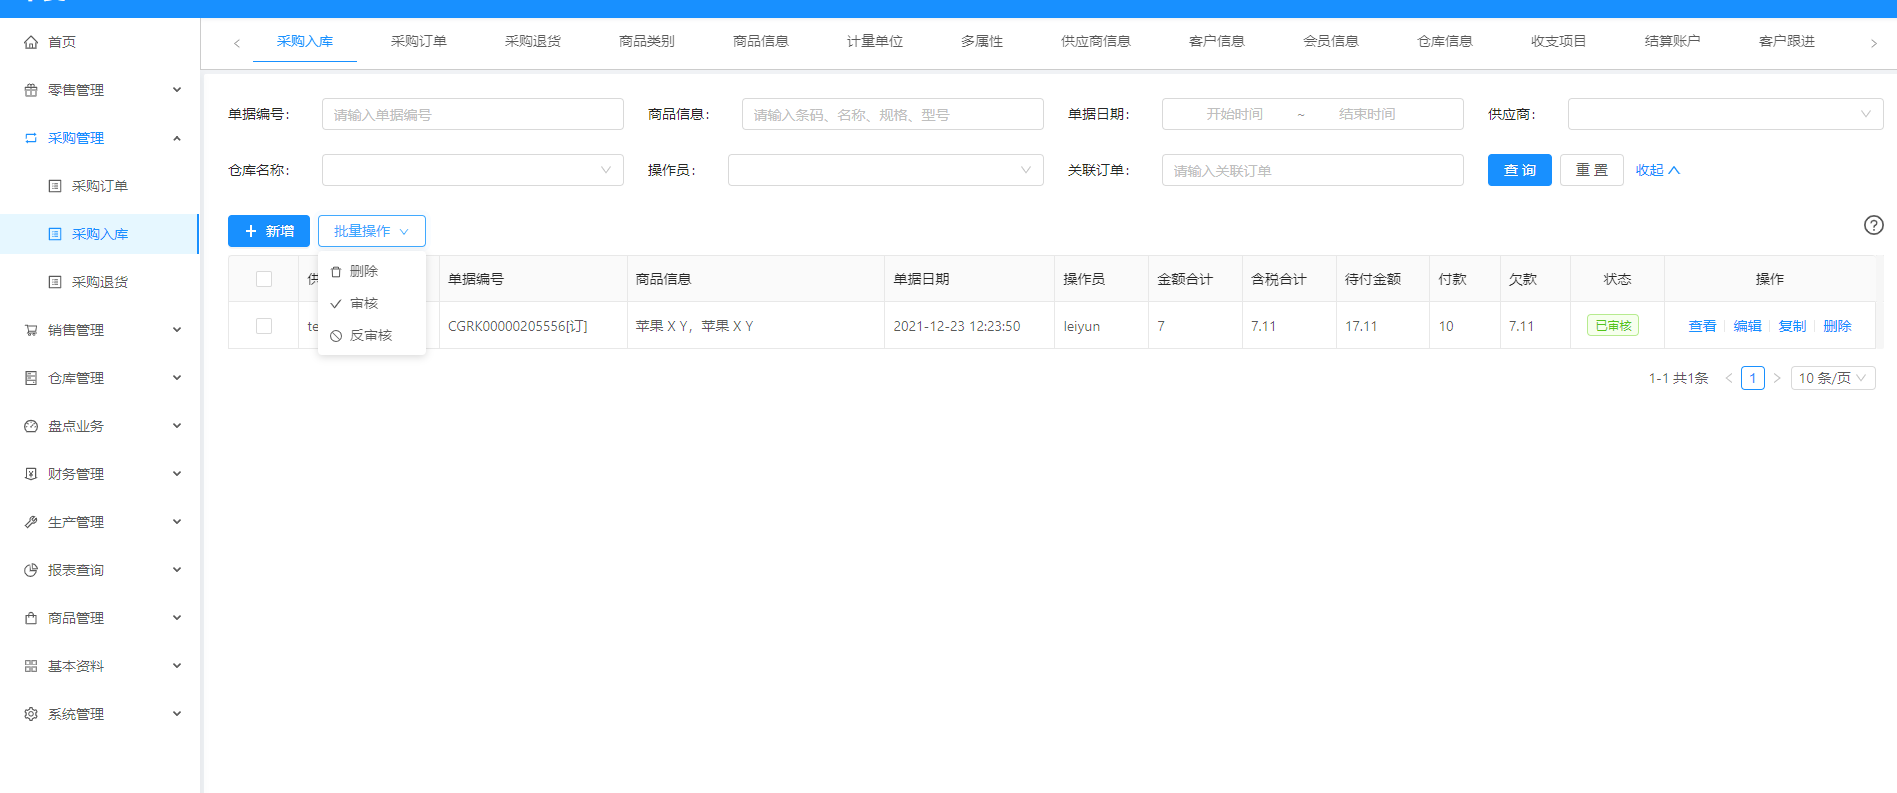 首页
零售管理
采购管理
采购订单
采购入库
采购退货
销售管理
仓库管理
盘点业务
财务管理
生产管理
报表查询
商品管理
基本资料
系统管理
采购入库 采购订单 采购退货 商品类别 商品信息 计量单位 多属性 供应商信息 客户信息 会员信息 仓库信息 收支项目 结算账户 客户跟进
单据编号： 请输入单据编号 商品信息： 请输入条码、名称、规格、型号 单据日期： 开始时间 ~ 结束时间 供应商：
仓库名称： 操作员： 关联订单： 请输入关联订单 查 询 重 置 收起
新增 批量操作
删除
审核
反审核
供 单据编号 商品信息 单据日期 操作员 金额合计 含税合计 待付金额 付款 欠款 状态 操作
te CGRK00000205556[订] 苹果 X Y，苹果 X Y 2021-12-23 12:23:50 leiyun 7 7.11 17.11 10 7.11 已审核 查看 编辑 复制 删除
1-1 共1条 1 10 条/页